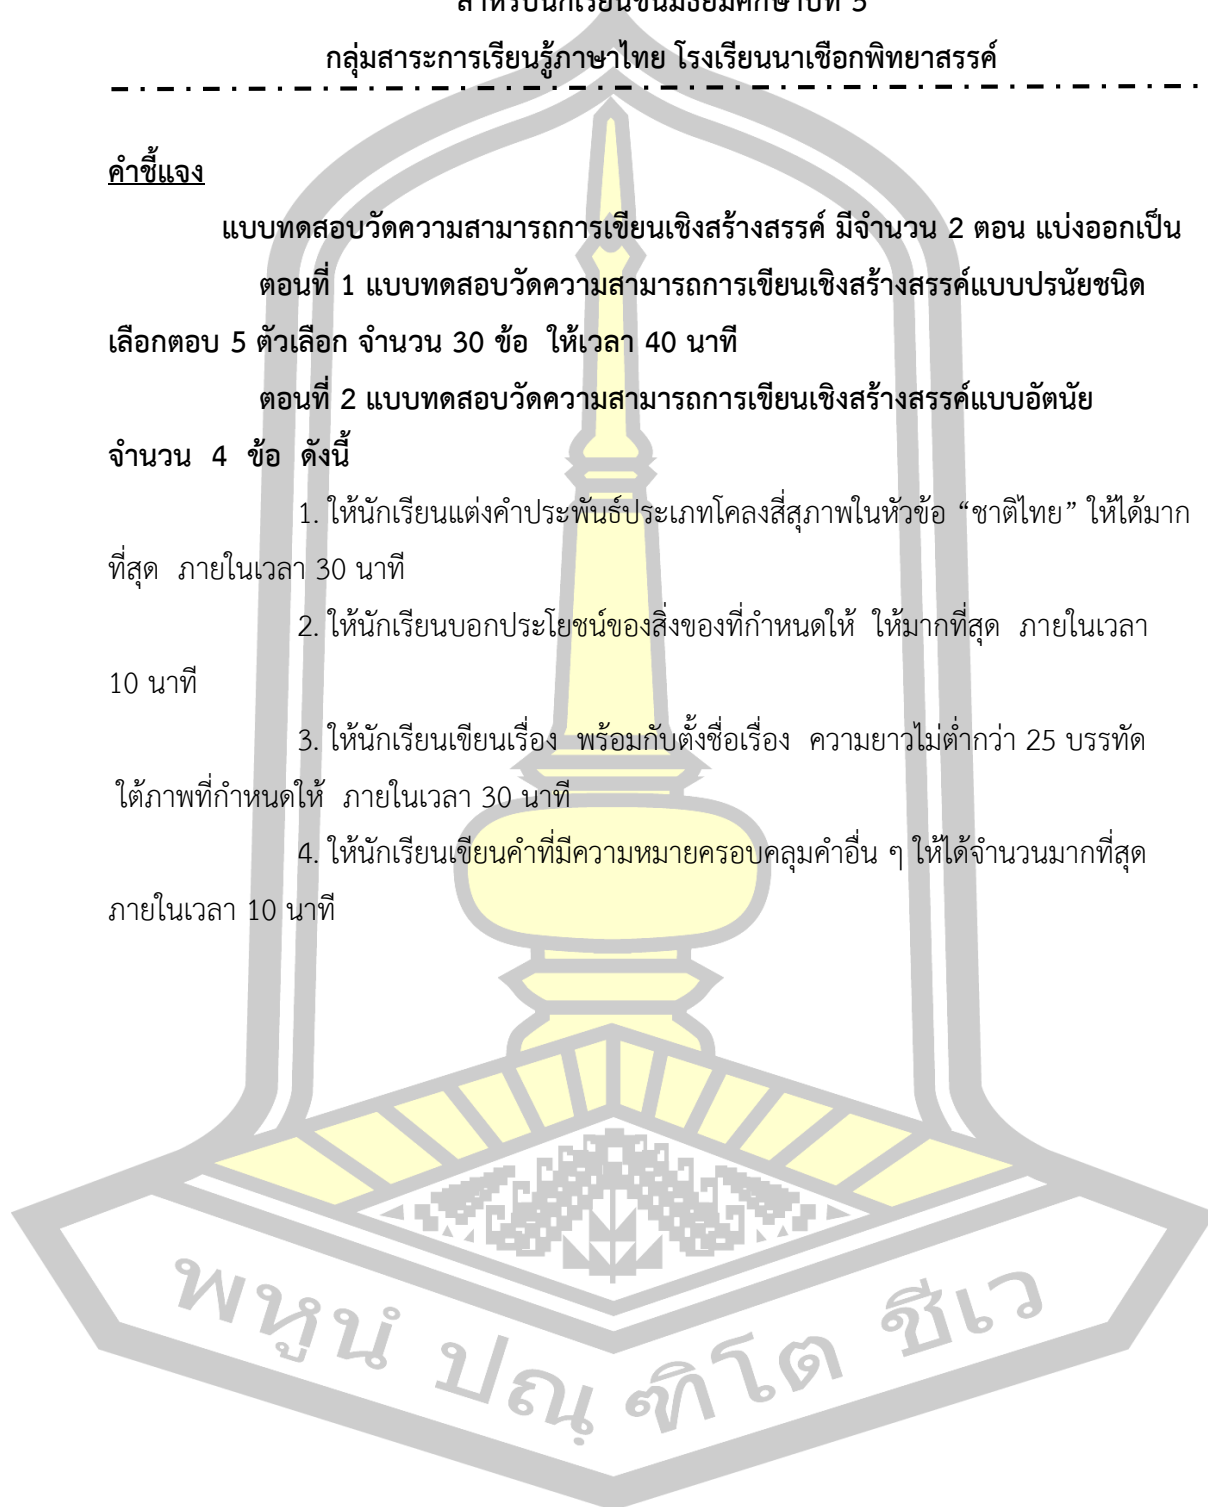 สำหรับนักเรียนชั้นมัธยมศึกษาปีที่ 5
กลุ่มสาระการเรียนรู้ภาษาไทย โรงเรียนนาเชือกพิทยาสรรค์
คำชี้แจง
แบบทดสอบวัดความสามารถการเขียนเชิงสร้างสรรค์ มีจำนวน 2 ตอน แบ่งออกเป็น
ตอนที่ 1 แบบทดสอบวัดความสามารถการเขียนเชิงสร้างสรรค์แบบปรนัยชนิด
เลือกตอบ 5 ตัวเลือก จำนวน 30 ข้อ ให้เวลา 40 นาที
ตอนที่ 2 แบบทดสอบวัดความสามารถการเขียนเชิงสร้างสรรค์แบบอัตนัย
จำนวน 4 ข้อ ดังนี้
1. ให้นักเรียนแต่งคำประพันธ์ประเภทโคลงสี่สุภาพในหัวข้อ “ชาติไทย” ให้ได้มาก
ที่สุด ภายในเวลา 30 นาที
2. ให้นักเรียนบอกประโยชน์ของสิ่งของที่กำหนดให้ ให้มากที่สุด ภายในเวลา
10 นาที
3. ให้นักเรียนเขียนเรื่อง พร้อมกับตั้งชื่อเรื่อง ความยาวไม่ต่ำกว่า 25 บรรทัด
ใต้ภาพที่กำหนดให้ ภายในเวลา 30 นาที
4. ให้นักเรียนเขียนคำที่มีความหมายครอบคลุมคำอื่น ๆ ให้ได้จำนวนมากที่สุด
ภายในเวลา 10 นาที
พหูนํ ปณฺฑิโต ชีเว